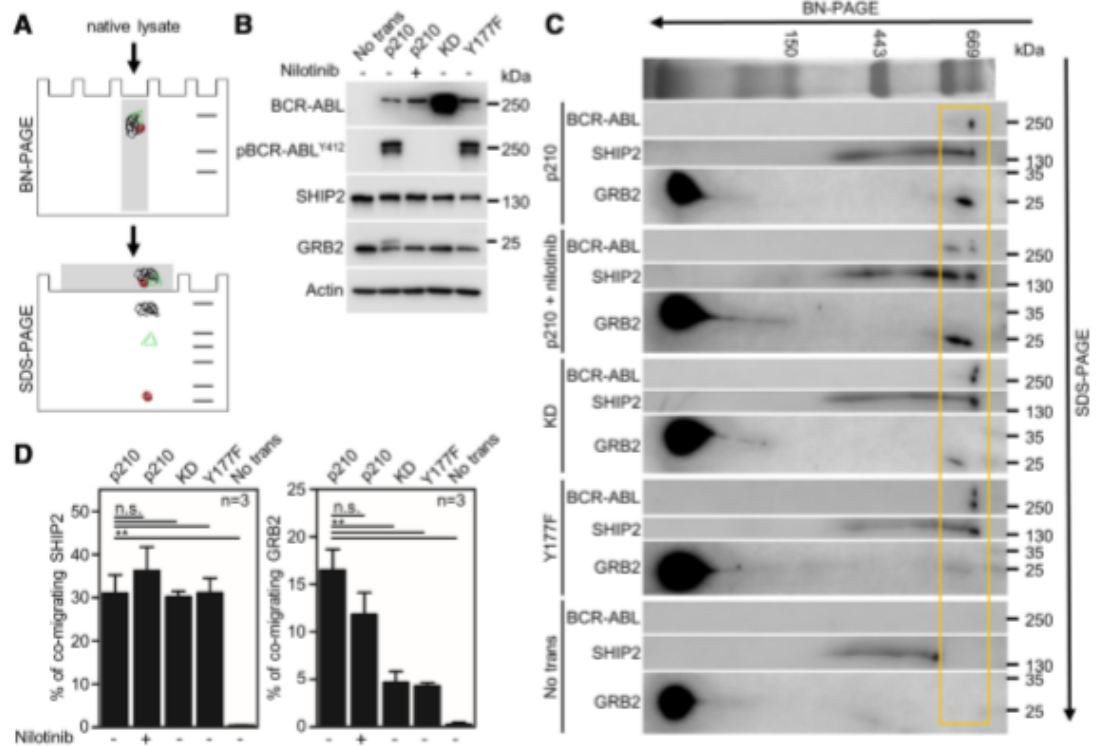 A
native lysate
BN-PAGE
SDS-PAGE
B
No trans
p210
p210
KD
Y177F
Nilotinib
- - + - -
kDa
BCR-ABL
250
pBCR-ABLY412
250
SHIP2
130
GRB2
25
Actin
C
BN-PAGE
150
443
669
kDa
SDS-PAGE
p210
BCR-ABL
250
SHIP2
130
35
GRB2
25
p210 + nilotinib
BCR-ABL
250
SHIP2
130
35
GRB2
25
KD
BCR-ABL
250
SHIP2
130
35
GRB2
25
Y177F
BCR-ABL
250
SHIP2
130
35
GRB2
25
No trans
BCR-ABL
250
SHIP2
130
35
GRB2
25
D
p210
p210
KD
Y177F
No trans
n=3
n.s.
**
% of co-migrating SHIP2
50
40
30
20
10
0
Nilotinib
- + - - -
p210
p210
KD
Y177F
No trans
n=3
n.s.
**
% of co-migrating GRB2
25
20
15
10
5
0
- + - - -